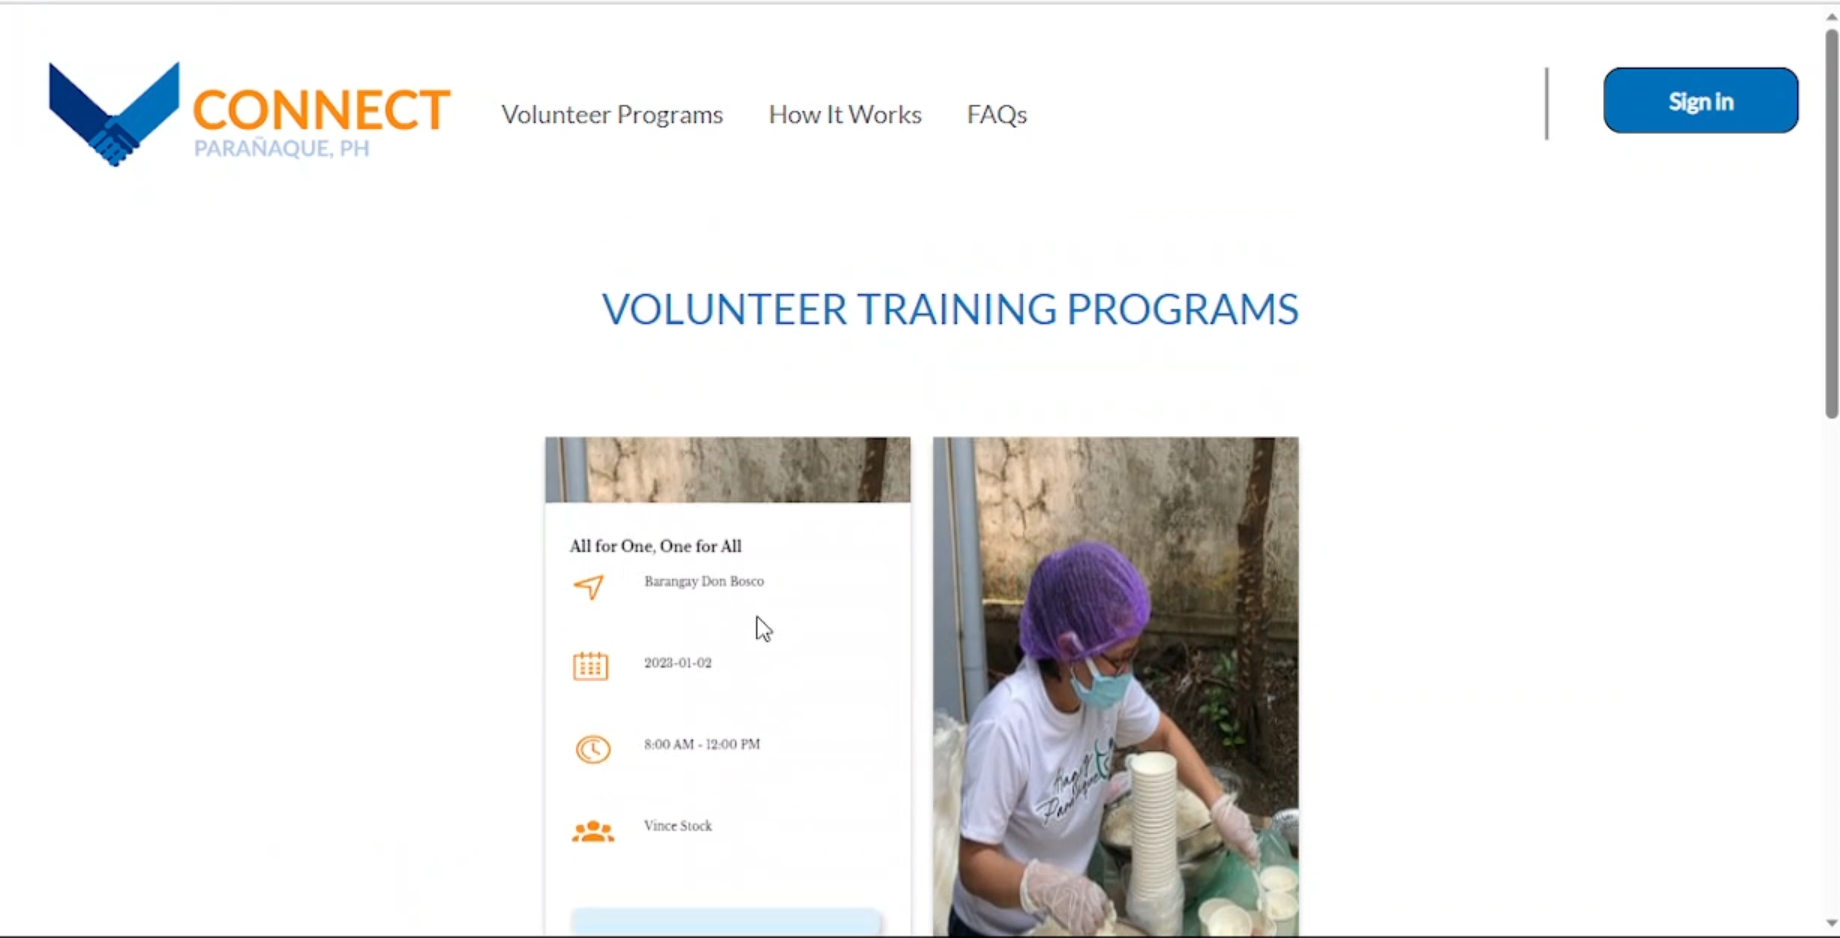 CONNECT
PARAÑAQUE, PH
Volunteer Programs
How It Works
FAQs
Sign in
VOLUNTEER TRAINING PROGRAMS
All for One, One for All
Barangay Don Bosco
2023-01-02
8:00 AM - 12:00 PM
Vince Stock